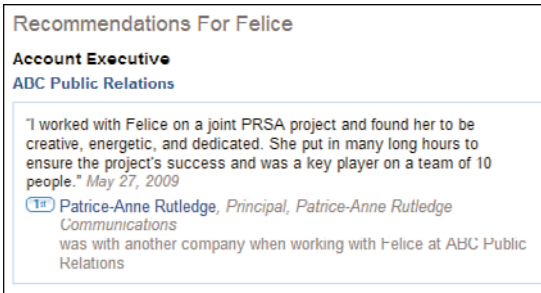 Recommendations For Felice
Account Executive
ABC Public Relations
"I worked with Felice on a joint PRSA project and found her to be
creative, energetic, and dedicated. She put in many long hours to
ensure the project's success and was a key player on a team of 10
people." May 27, 2009
1st Patrice-Anne Rutledge, Principal, Patrice-Anne Rutledge
Communications
was with another company when working with Felice at ABC Public
Relations